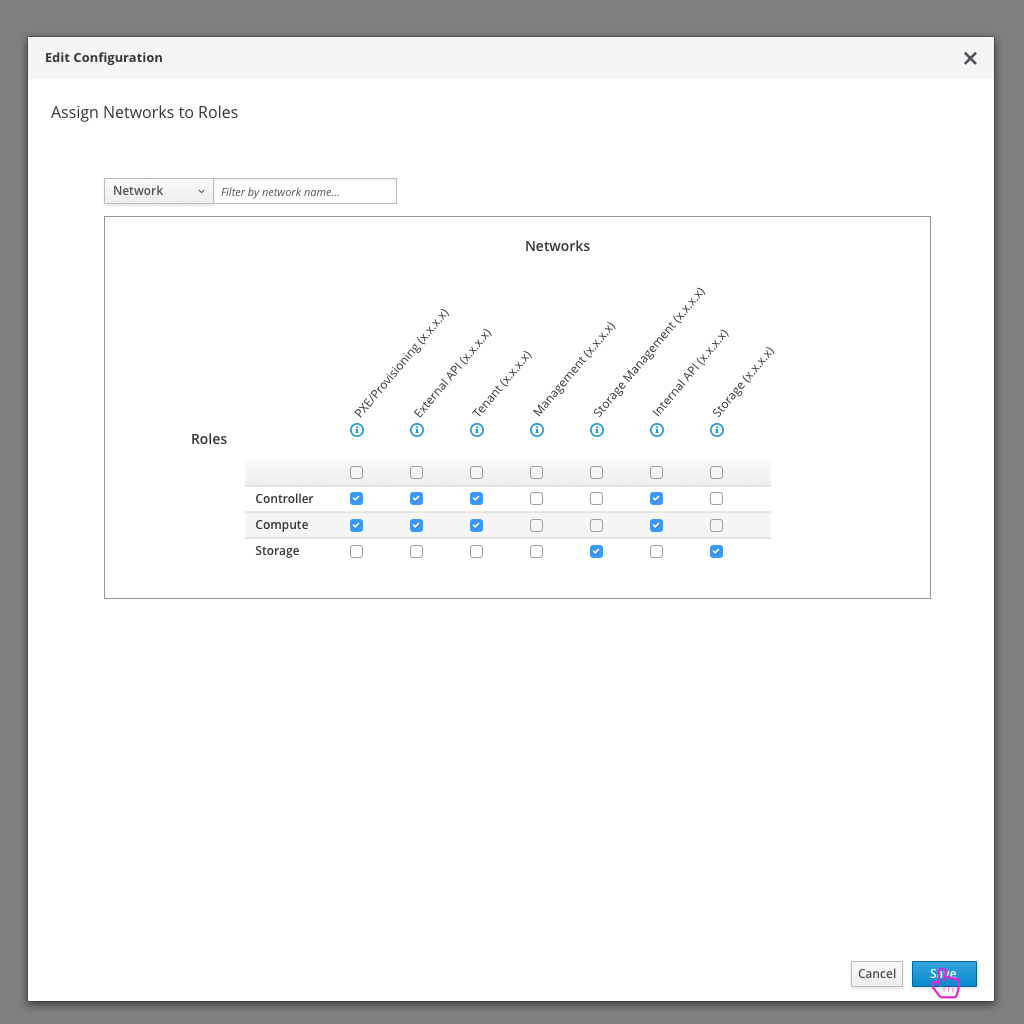 Edit Configuration
Assign Networks to Roles
Network
Filter by network name...
Networks
PXE/Provisioning (x.x.x.x)
External API (x.x.x.x)
Tenant (x.x.x.x)
Management (x.x.x.x)
Storage Management (x.x.x.x)
Internal API (x.x.x.x)
Storage (x.x.x.x)
Roles
Controller
Compute
Storage
Cancel
Save